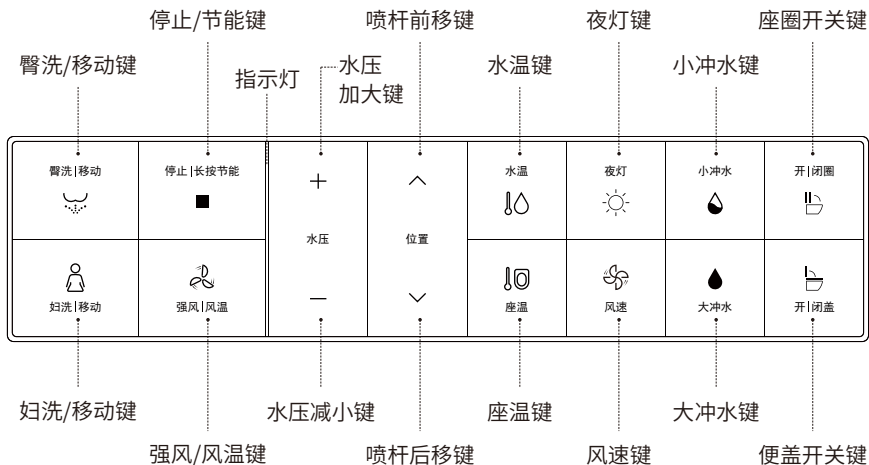 停止/节能键
喷杆前移键
夜灯键
座圈开关键
臀洗/移动键
指示灯
水压
加大键
水温键
小冲水键
臀洗|移动
停止|长按节能
水温
夜灯
小冲水
开|闭圈
水压
位置
妇洗|移动
强风|风温
座温
风速
大冲水
开|闭盖
妇洗/移动键
水压减小键
座温键
大冲水键
强风/风温键
喷杆后移键
风速键
便盖开关键